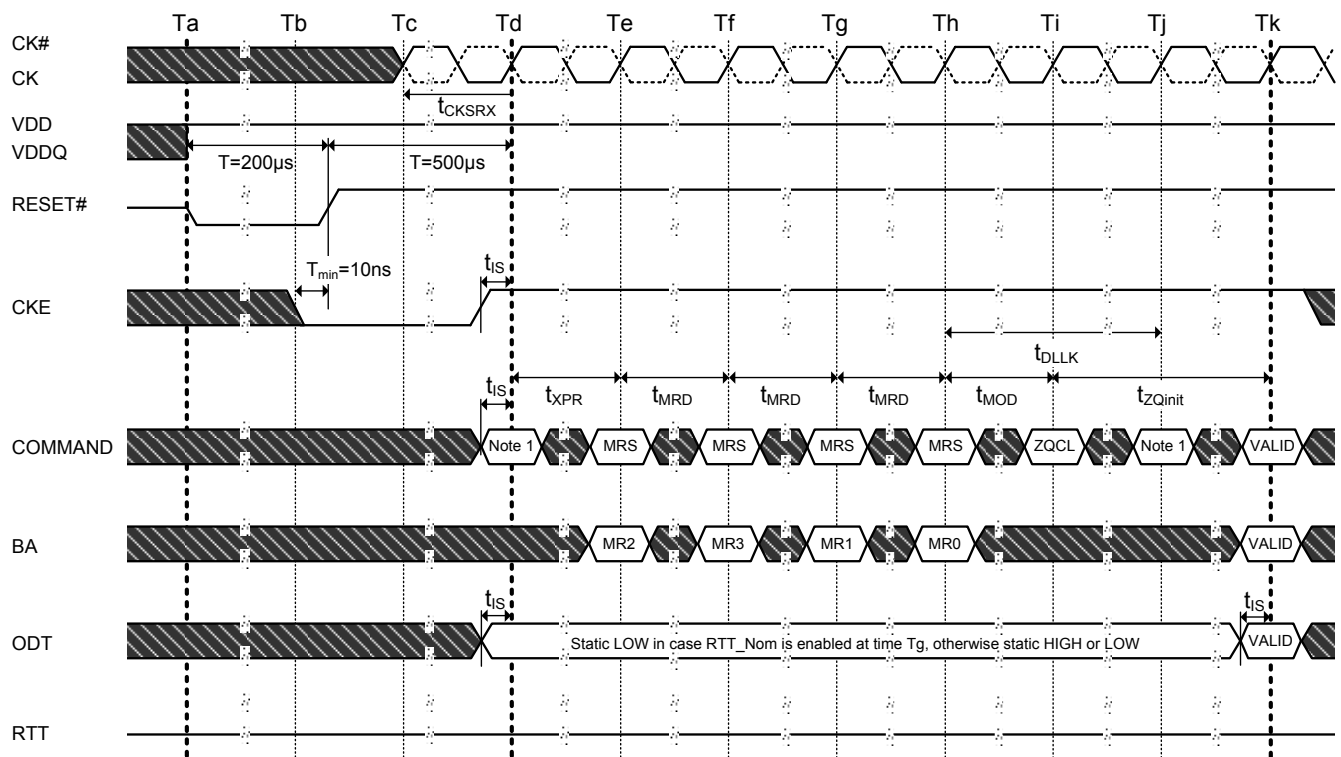 Ta Tb Tc Td Te Tf Tg Th Ti Tj Tk
CK#
CK
tCKSRX
VDD
VDDQ
T=200µs T=500µs
RESET#
Tmin=10ns tIS
CKE
tDLLK
tIS tXPR tMRD tMRD tMRD tMOD tZQinit
COMMAND Note 1 MRS MRS MRS MRS ZQCL Note 1 VALID
BA MR2 MR3 MR1 MR0 VALID
tIS tIS
ODT Static LOW in case RTT_Nom is enabled at time Tg, otherwise static HIGH or LOW VALID
RTT